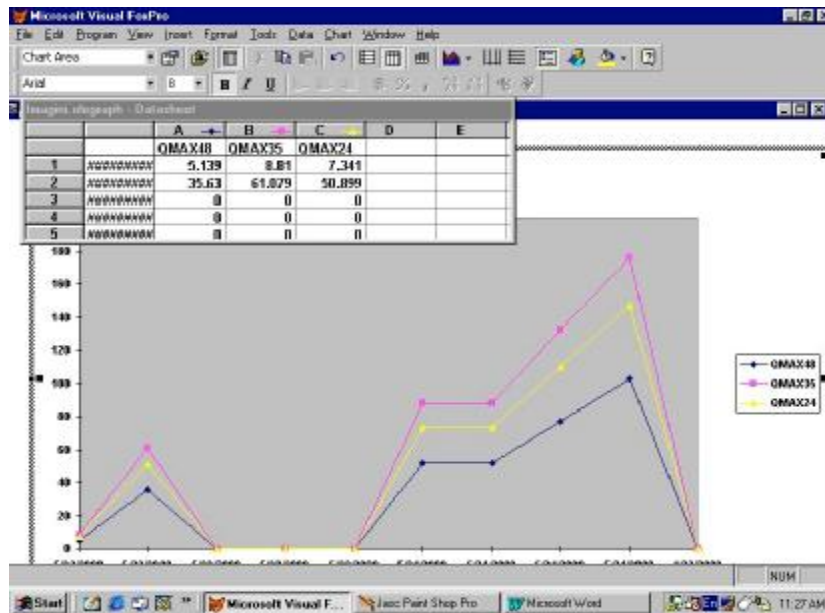 Microsoft Visual FoxPro
File Edit Program View Insert Format Tools Data Chart Window Help
Chart Area
Arial 8 B I U
- Datasheet
A B C D E
QMAX48 QMAX35 QMAX24
1 ######### 5.139 8.81 7.341
2 ######### 35.63 61.079 50.899
3 ######### 0 0 0
4 ######### 0 0 0
5 ######### 0 0 0
180
160
140
120
100
80
60
40
20
0
QMAX48
QMAX35
QMAX24
NUM
Start Microsoft Visual F... Jasc Paint Shop Pro Microsoft Word 11:27 AM